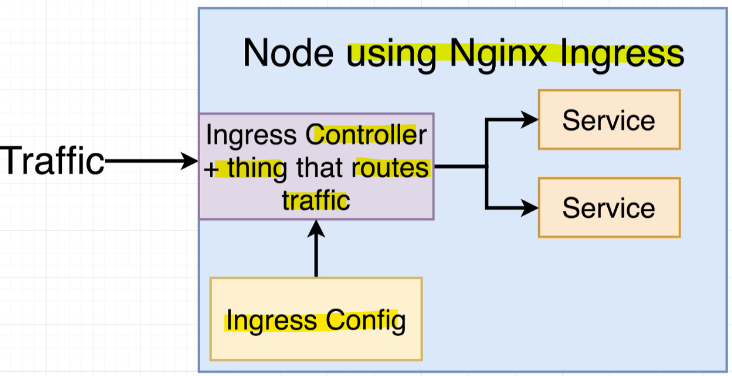 Node using Nginx Ingress
Traffic
Ingress Controller
+ thing that routes
traffic
Service
Service
Ingress Config